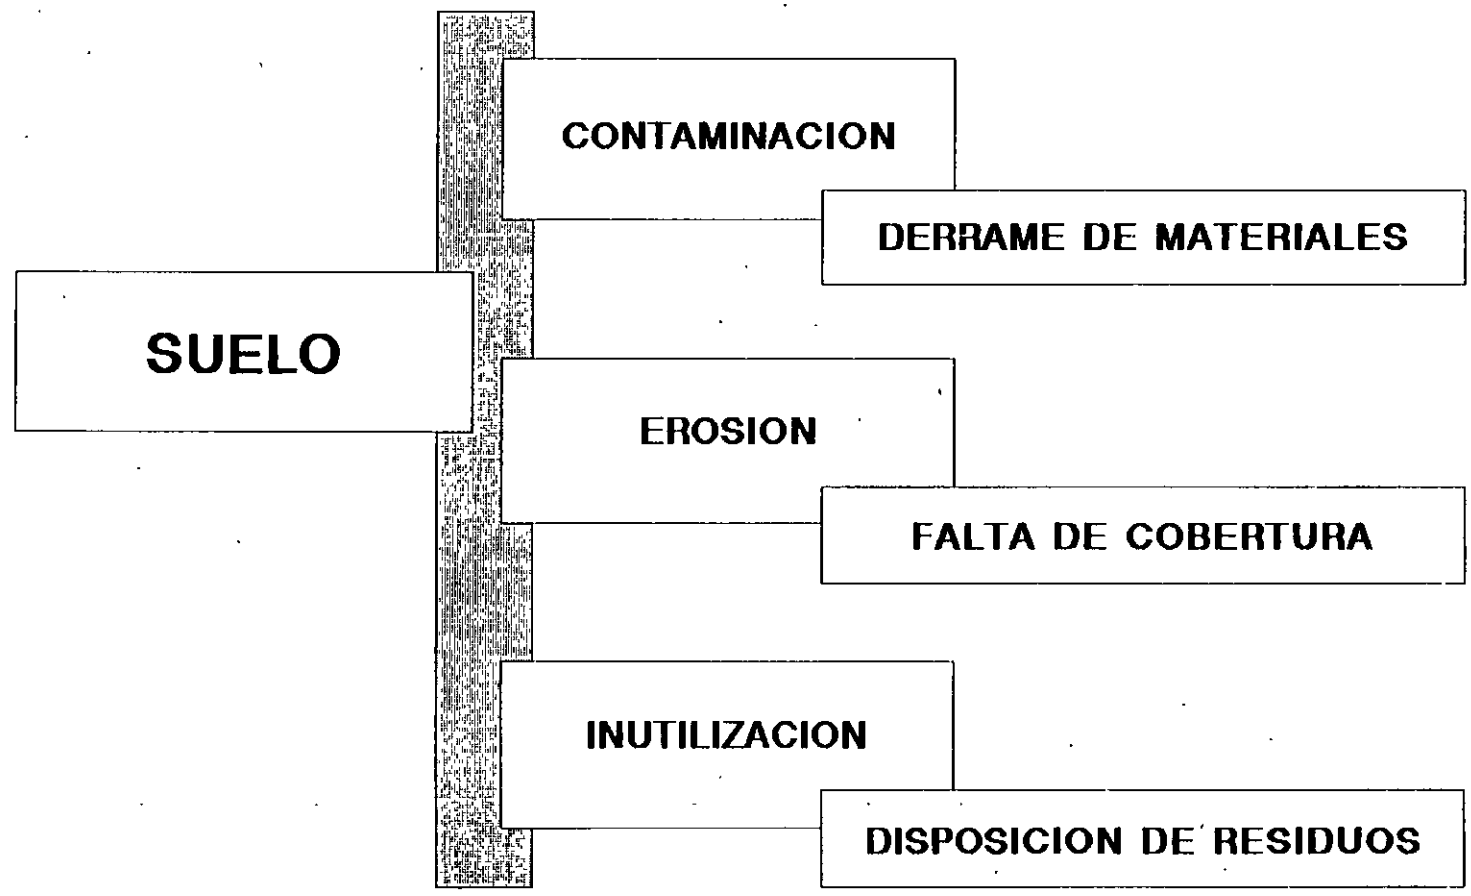 CONTAMINACION
DERRAME DE MATERIALES
SUELO
EROSION
FALTA DE COBERTURA
INUTILIZACION
DISPOSICION DE RESIDUOS